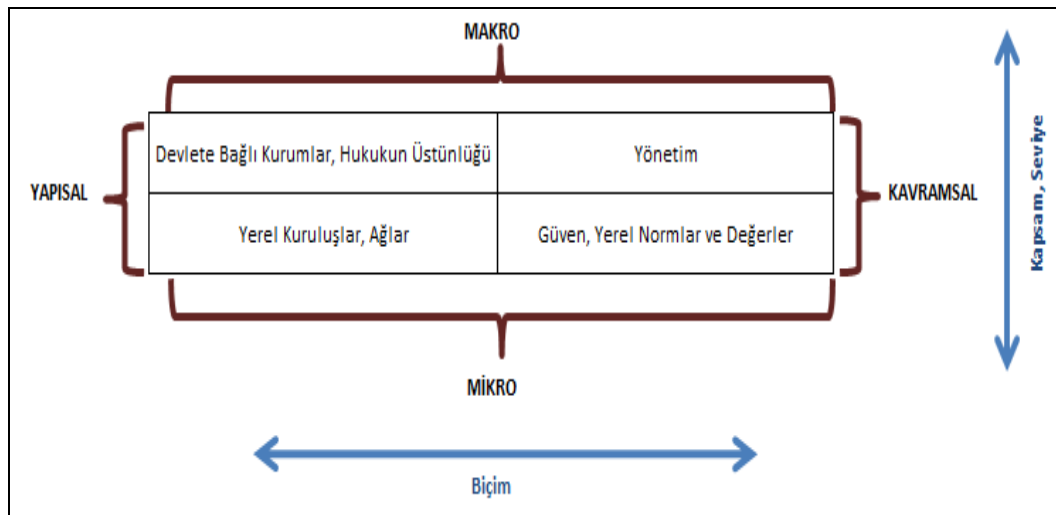 MAKRO
Devlete Bağlı Kurumlar, Hukukun Üstünlüğü
Yönetim
YAPISAL
KAVRAMSAL
Yerel Kuruluşlar, Ağlar
Güven, Yerel Normlar ve Değerler
MİKRO
Biçim
Kapsam, Seviye